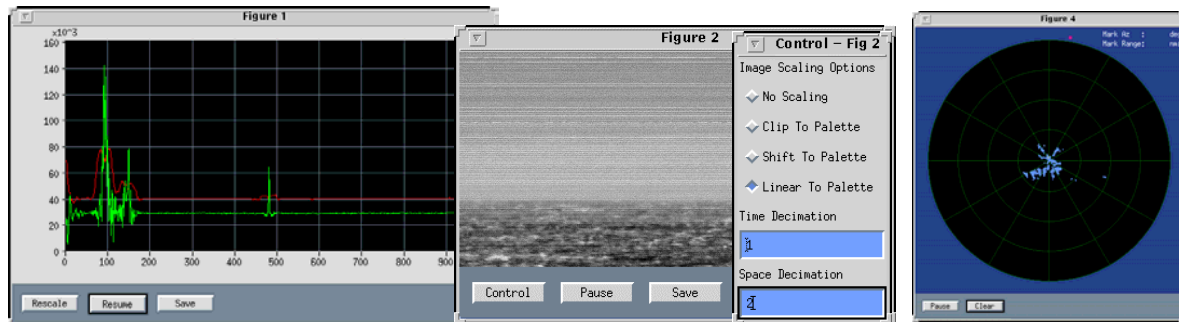 Figure 1
x10^3
160
140
120
100
80
60
40
20
0
0 100 200 300 400 500 600 700 800 900
Rescale Resume Save
Figure 2
Control Pause Save
Control - Fig 2
Image Scaling Options
No Scaling
Clip To Palette
Shift To Palette
Linear To Palette
Time Decimation
1
Space Decimation
2
Figure 4
Mark Az : deg
Mark Range:
Pause Clear